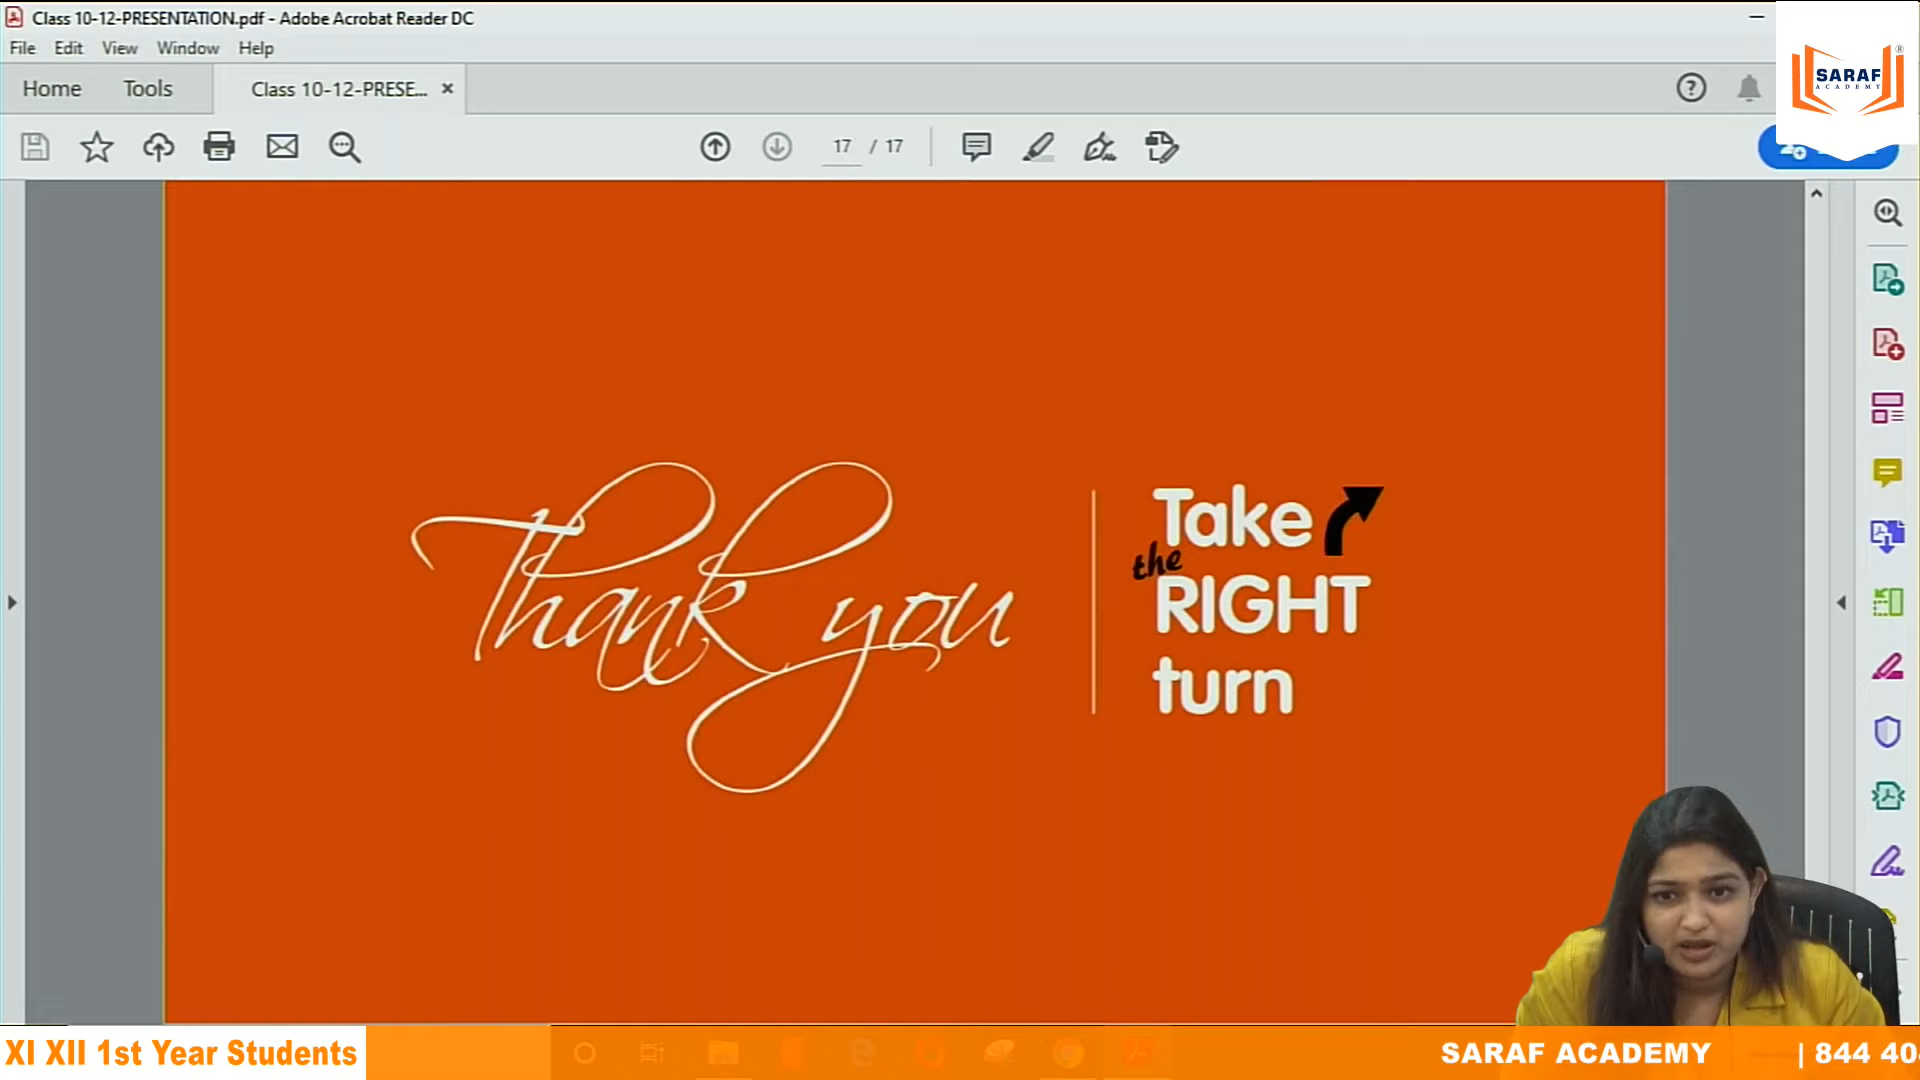 Class 10-12-PRESENTATION.pdf - Adobe Acrobat Reader DC
File Edit View Window Help
Home Tools Class 10-12-PRESE... ×
17 / 17
SARAF ®
ACADEMY
Thank you
Take
the
RIGHT
turn
XI XII 1st Year Students
SARAF ACADEMY | 844 40